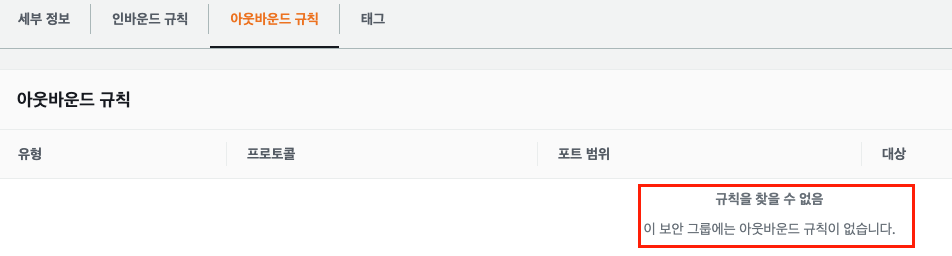 세부 정보 인바운드 규칙 아웃바운드 규칙 태그
아웃바운드 규칙
유형 프로토콜 포트 범위 대상
규칙을 찾을 수 없음
이 보안 그룹에는 아웃바운드 규칙이 없습니다.